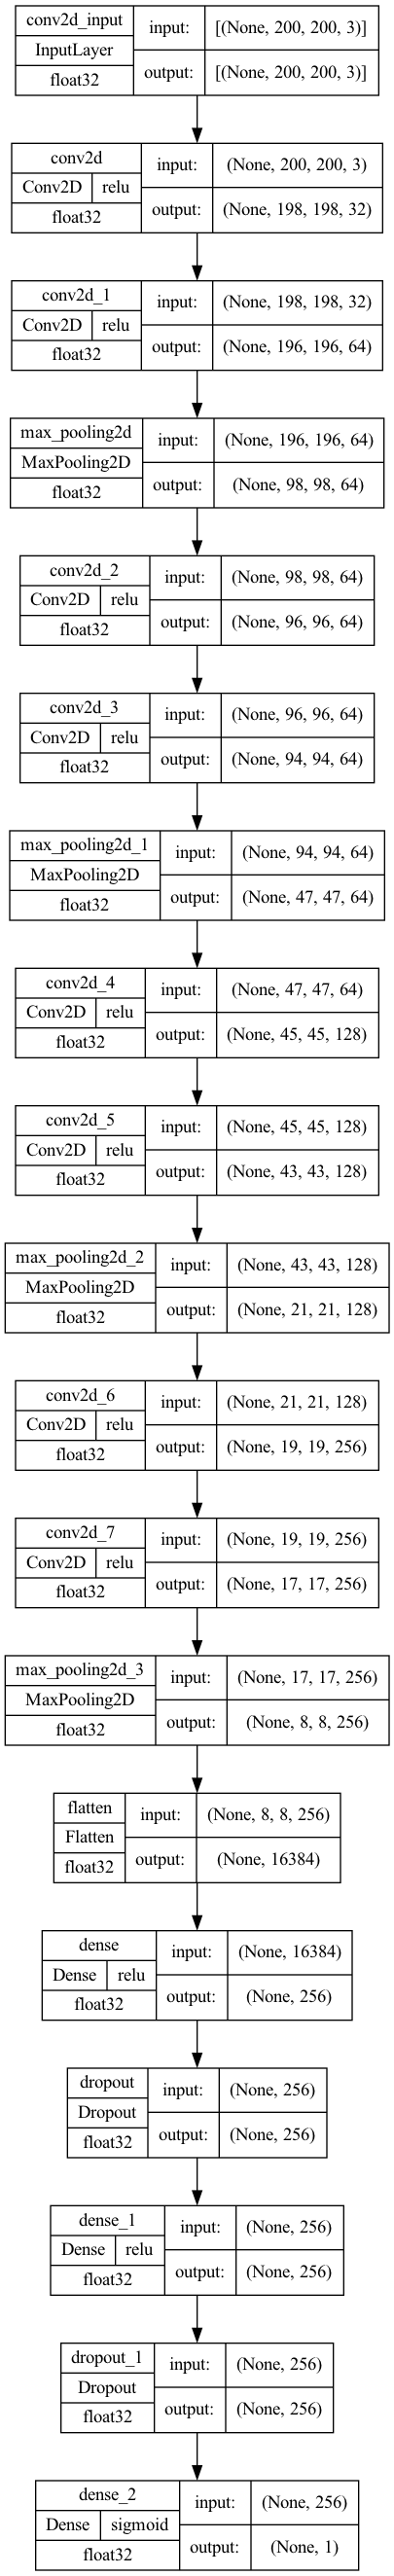 conv2d_input input: [(None, 200, 200, 3)]
InputLayer
float32 output: [(None, 200, 200, 3)]
conv2d input: (None, 200, 200, 3)
Conv2D relu
float32 output: (None, 198, 198, 32)
conv2d_1 input: (None, 198, 198, 32)
Conv2D relu
float32 output: (None, 196, 196, 64)
max_pooling2d input: (None, 196, 196, 64)
MaxPooling2D
float32 output: (None, 98, 98, 64)
conv2d_2 input: (None, 98, 98, 64)
Conv2D relu
float32 output: (None, 96, 96, 64)
conv2d_3 input: (None, 96, 96, 64)
Conv2D relu
float32 output: (None, 94, 94, 64)
max_pooling2d_1 input: (None, 94, 94, 64)
MaxPooling2D
float32 output: (None, 47, 47, 64)
conv2d_4 input: (None, 47, 47, 64)
Conv2D relu
float32 output: (None, 45, 45, 128)
conv2d_5 input: (None, 45, 45, 128)
Conv2D relu
float32 output: (None, 43, 43, 128)
max_pooling2d_2 input: (None, 43, 43, 128)
MaxPooling2D
float32 output: (None, 21, 21, 128)
conv2d_6 input: (None, 21, 21, 128)
Conv2D relu
float32 output: (None, 19, 19, 256)
conv2d_7 input: (None, 19, 19, 256)
Conv2D relu
float32 output: (None, 17, 17, 256)
max_pooling2d_3 input: (None, 17, 17, 256)
MaxPooling2D
float32 output: (None, 8, 8, 256)
flatten input: (None, 8, 8, 256)
Flatten
float32 output: (None, 16384)
dense input: (None, 16384)
Dense relu
float32 output: (None, 256)
dropout input: (None, 256)
Dropout
float32 output: (None, 256)
dense_1 input: (None, 256)
Dense relu
float32 output: (None, 256)
dropout_1 input: (None, 256)
Dropout
float32 output: (None, 256)
dense_2 input: (None, 256)
Dense sigmoid
float32 output: (None, 1)